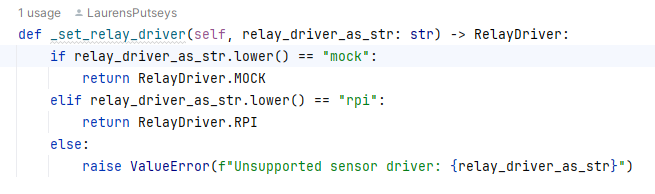 1 usage LaurensPutseys
def _set_relay_driver(self, relay_driver_as_str: str) -> RelayDriver:
    if relay_driver_as_str.lower() == "mock":
        return RelayDriver.MOCK
    elif relay_driver_as_str.lower() == "rpi":
        return RelayDriver.RPI
    else:
        raise ValueError(f"Unsupported sensor driver: {relay_driver_as_str}")